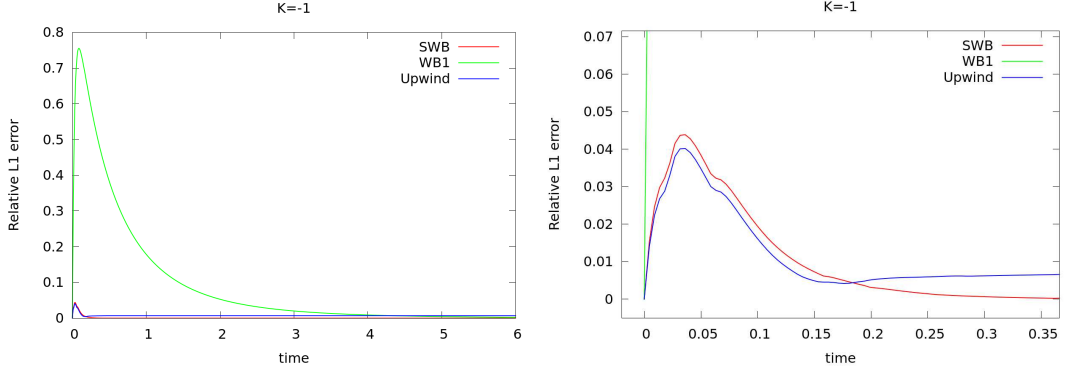 K=-1
0.8
0.7
0.6
0.5
0.4
0.3
0.2
0.1
0
Relative L1 error
SWB
WB1
Upwind
0 1 2 3 4 5 6
time
K=-1
0.07
0.06
0.05
0.04
0.03
0.02
0.01
0
Relative L1 error
SWB
WB1
Upwind
0 0.05 0.1 0.15 0.2 0.25 0.3 0.35
time